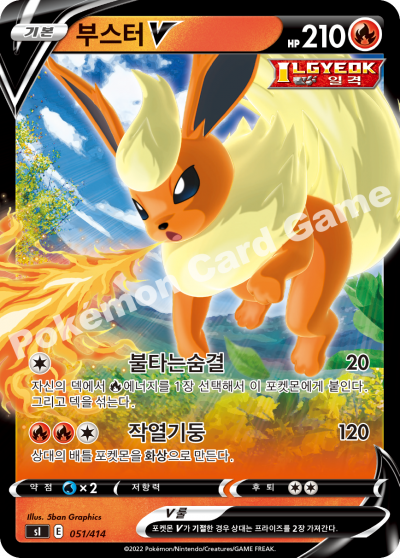 기본 부스터 V HP 210
ILGYEOK
일격
Pokémon Card Game
불타는숨결 20
자신의 덱에서 에너지를 1장 선택해서 이 포켓몬에게 붙인다.
그리고 덱을 섞는다.
작열기둥 120
상대의 배틀 포켓몬을 화상으로 만든다.
약점 ×2 저항력 후퇴
V룰
포켓몬 V가 기절한 경우 상대는 프라이즈를 2장 가져간다.
Illus. 5ban Graphics
sI E 051/414
©2022 Pokémon/Nintendo/Creatures/GAME FREAK.